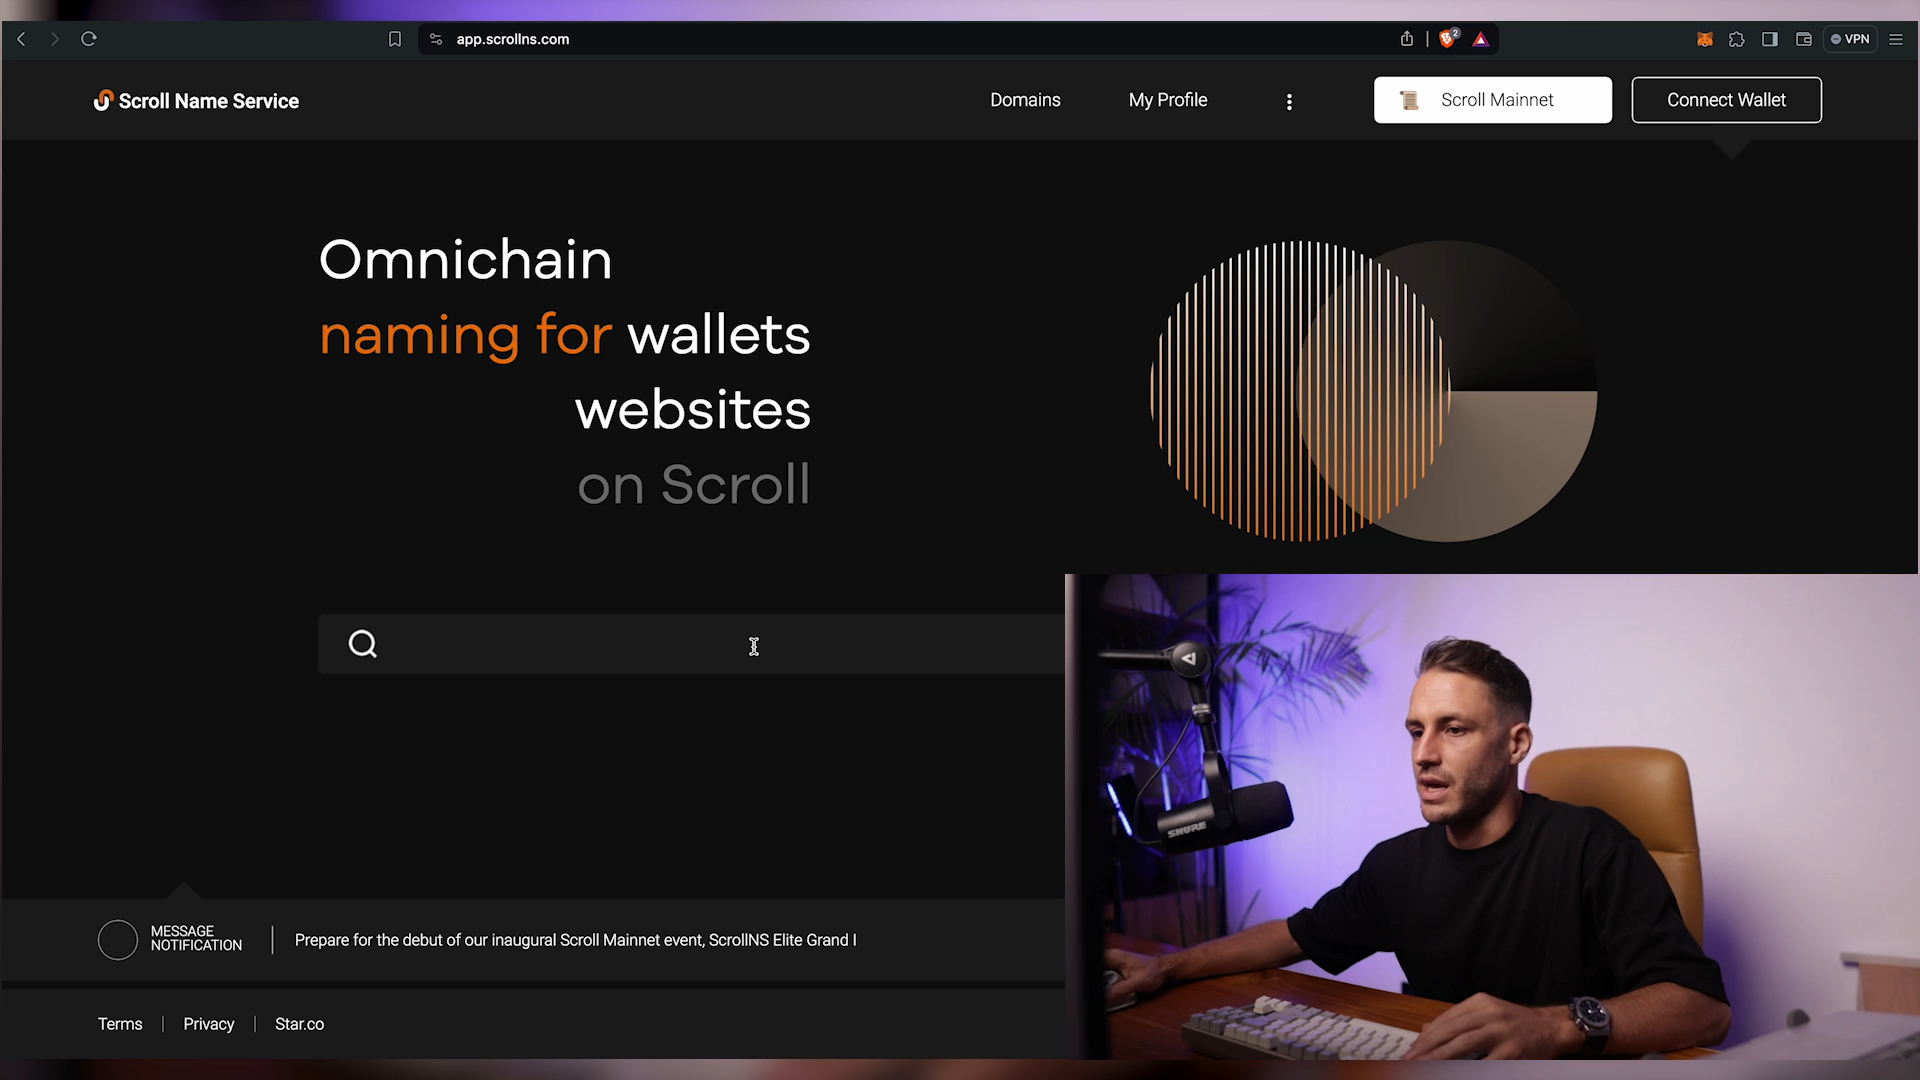 app.scrollns.com
2
VPN
Scroll Name Service
Domains
My Profile
Scroll Mainnet
Connect Wallet
Omnichain
naming for wallets
websites
on Scroll
MESSAGE
NOTIFICATION
Prepare for the debut of our inaugural Scroll Mainnet event, ScrollNS Elite Grand I
Terms
Privacy
Star.co
SHURE